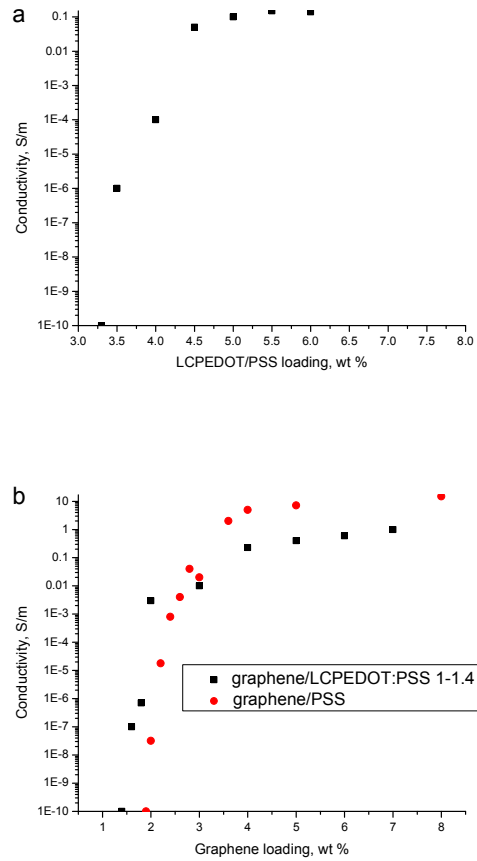 a
0.1
0.01
1E-3
1E-4
1E-5
1E-6
1E-7
1E-8
1E-9
1E-10
Conductivity, S/m
3.0 3.5 4.0 4.5 5.0 5.5 6.0 6.5 7.0 7.5 8.0
LCPEDOT/PSS loading, wt %
b
10
1
0.1
0.01
1E-3
1E-4
1E-5
1E-6
1E-7
1E-8
1E-9
1E-10
Conductivity, S/m
graphene/LCPEDOT:PSS 1-1.4
graphene/PSS
1 2 3 4 5 6 7 8
Graphene loading, wt %